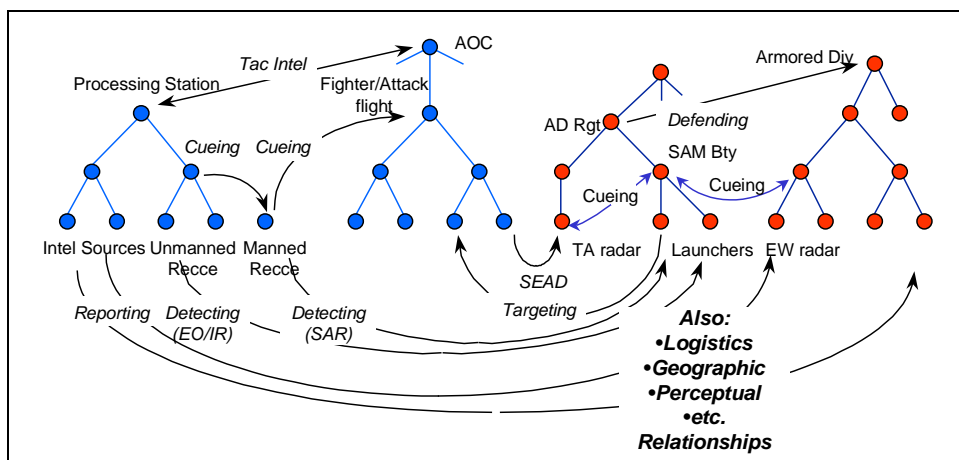 AOC
Armored Div
Tac Intel
Processing Station
Fighter/Attack
flight
AD Rgt
Defending
Cueing
Cueing
SAM Bty
Cueing
Cueing
Intel Sources
Unmanned
Recce
Manned
Recce
TA radar
Launchers
EW radar
SEAD
Reporting
Detecting
(EO/IR)
Detecting
(SAR)
Targeting
Also:
•Logistics
•Geographic
•Perceptual
•etc.
Relationships